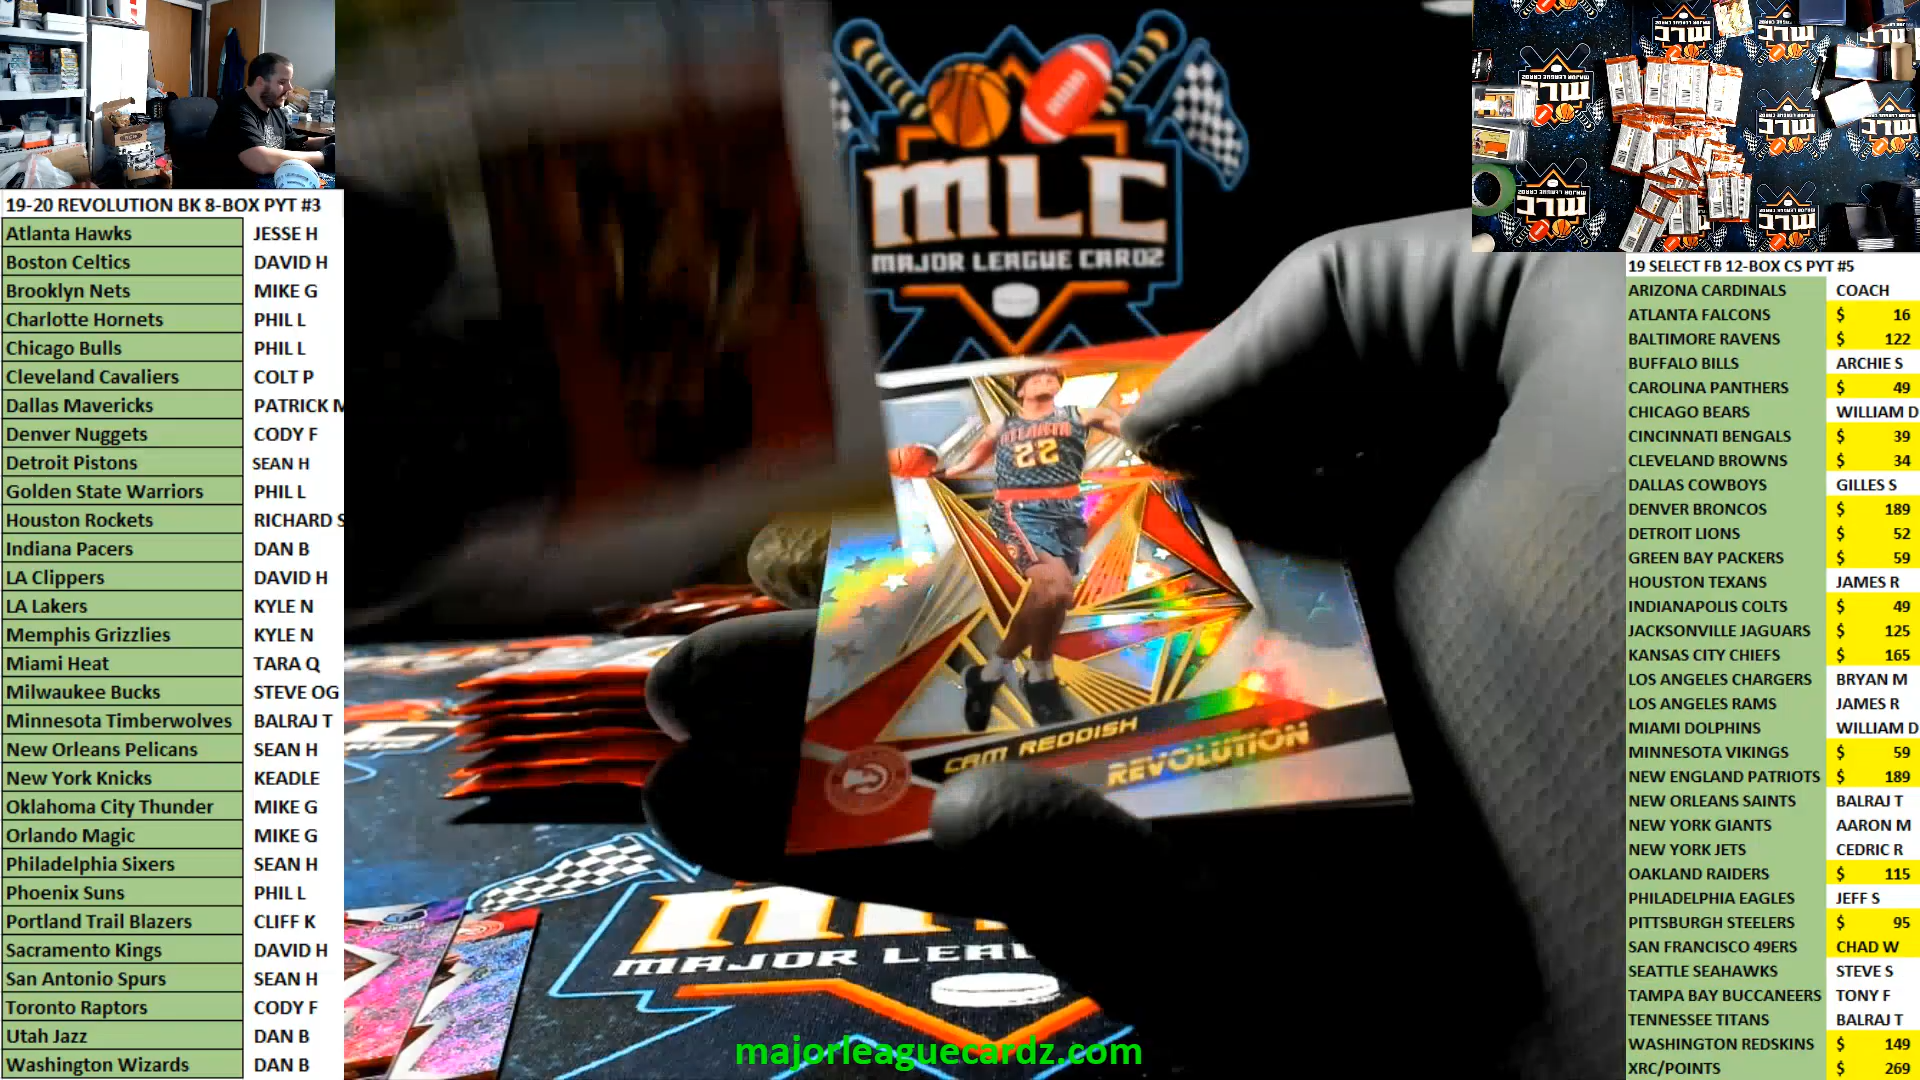 19-20 REVOLUTION BK 8-BOX PYT #3
Atlanta Hawks JESSE H
Boston Celtics DAVID H
Brooklyn Nets MIKE G
Charlotte Hornets PHIL L
Chicago Bulls PHIL L
Cleveland Cavaliers COLT P
Dallas Mavericks PATRICK M
Denver Nuggets CODY F
Detroit Pistons SEAN H
Golden State Warriors PHIL L
Houston Rockets RICHARD S
Indiana Pacers DAN B
LA Clippers DAVID H
LA Lakers KYLE N
Memphis Grizzlies KYLE N
Miami Heat TARA Q
Milwaukee Bucks STEVE OG
Minnesota Timberwolves BALRAJ T
New Orleans Pelicans SEAN H
New York Knicks KEADLE
Oklahoma City Thunder MIKE G
Orlando Magic MIKE G
Philadelphia Sixers SEAN H
Phoenix Suns PHIL L
Portland Trail Blazers CLIFF K
Sacramento Kings DAVID H
San Antonio Spurs SEAN H
Toronto Raptors CODY F
Utah Jazz DAN B
Washington Wizards DAN B
MLC
MAJOR LEAGUE CARDZ
ATLANTA
22
CAM REDDISH
REVOLUTION
MAJOR LEAG
majorleaguecardz.com
19 SELECT FB 12-BOX CS PYT #5
ARIZONA CARDINALS COACH
ATLANTA FALCONS $ 16
BALTIMORE RAVENS $ 122
BUFFALO BILLS ARCHIE S
CAROLINA PANTHERS $ 49
CHICAGO BEARS WILLIAM D
CINCINNATI BENGALS $ 39
CLEVELAND BROWNS $ 34
DALLAS COWBOYS GILLES S
DENVER BRONCOS $ 189
DETROIT LIONS $ 52
GREEN BAY PACKERS $ 59
HOUSTON TEXANS JAMES R
INDIANAPOLIS COLTS $ 49
JACKSONVILLE JAGUARS $ 125
KANSAS CITY CHIEFS $ 165
LOS ANGELES CHARGERS BRYAN M
LOS ANGELES RAMS JAMES R
MIAMI DOLPHINS WILLIAM D
MINNESOTA VIKINGS $ 59
NEW ENGLAND PATRIOTS $ 189
NEW ORLEANS SAINTS BALRAJ T
NEW YORK GIANTS AARON M
NEW YORK JETS CEDRIC R
OAKLAND RAIDERS $ 115
PHILADELPHIA EAGLES JEFF S
PITTSBURGH STEELERS $ 95
SAN FRANCISCO 49ERS CHAD W
SEATTLE SEAHAWKS STEVE S
TAMPA BAY BUCCANEERS TONY F
TENNESSEE TITANS BALRAJ T
WASHINGTON REDSKINS $ 149
XRC/POINTS $ 269